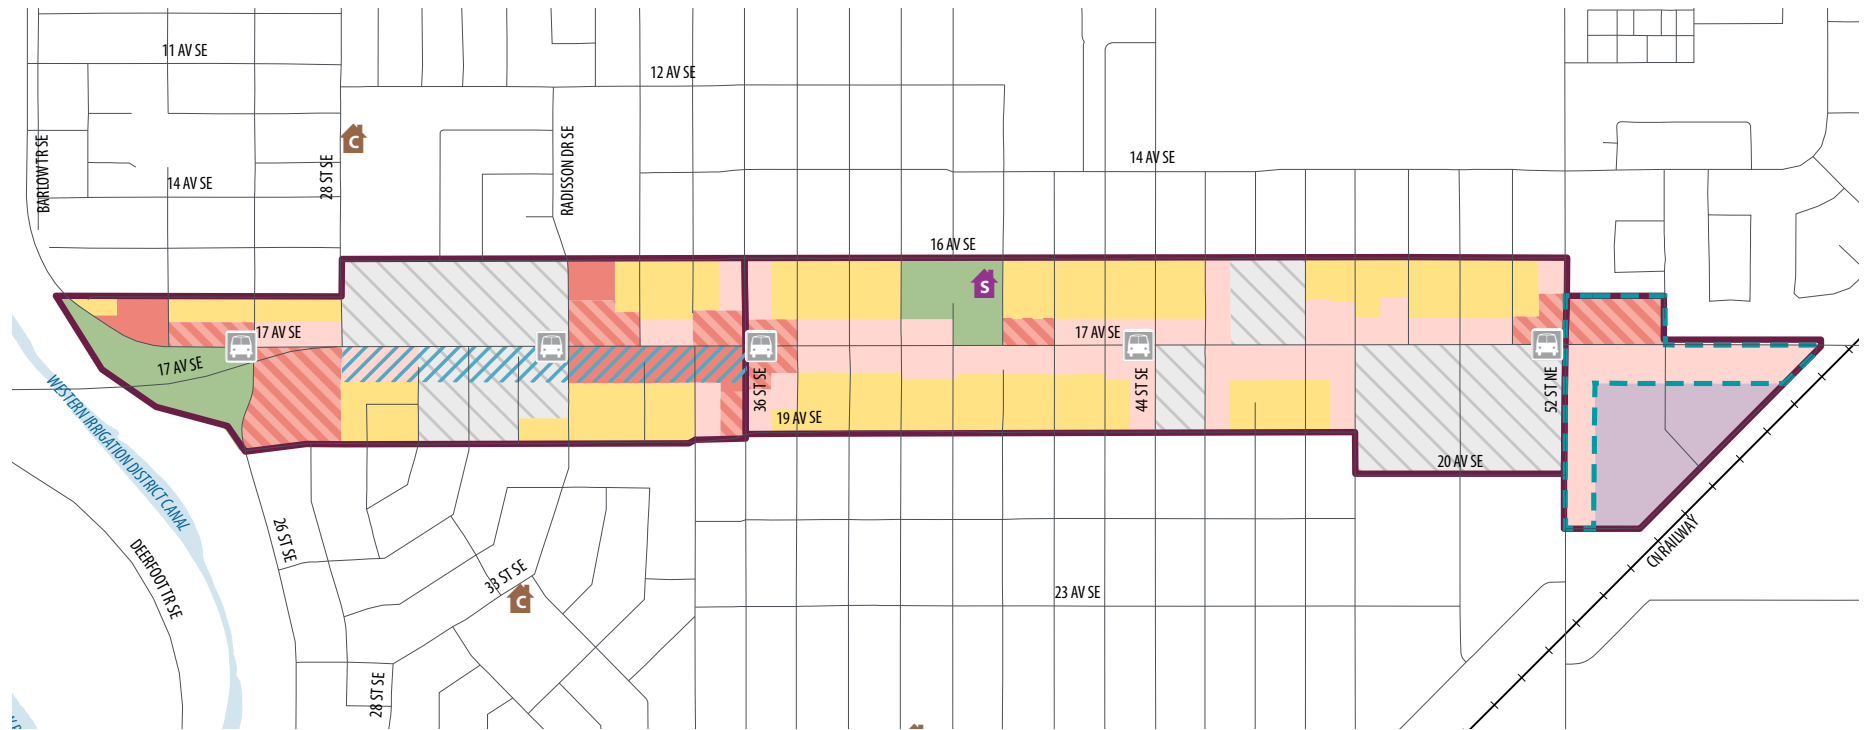 11 AV SE
12 AV SE
BARLOW TR SE
C
28 ST SE
RADISSON DR SE
14 AV SE
14 AV SE
16 AV SE
S
17 AV SE
17 AV SE
17 AV SE
36 ST SE
44 ST SE
52 ST NE
19 AV SE
20 AV SE
WESTERN IRRIGATION DISTRICT CANAL
26 ST SE
DEERFOOT TR SE
33 ST SE
C
23 AV SE
CN RAILWAY
28 ST SE